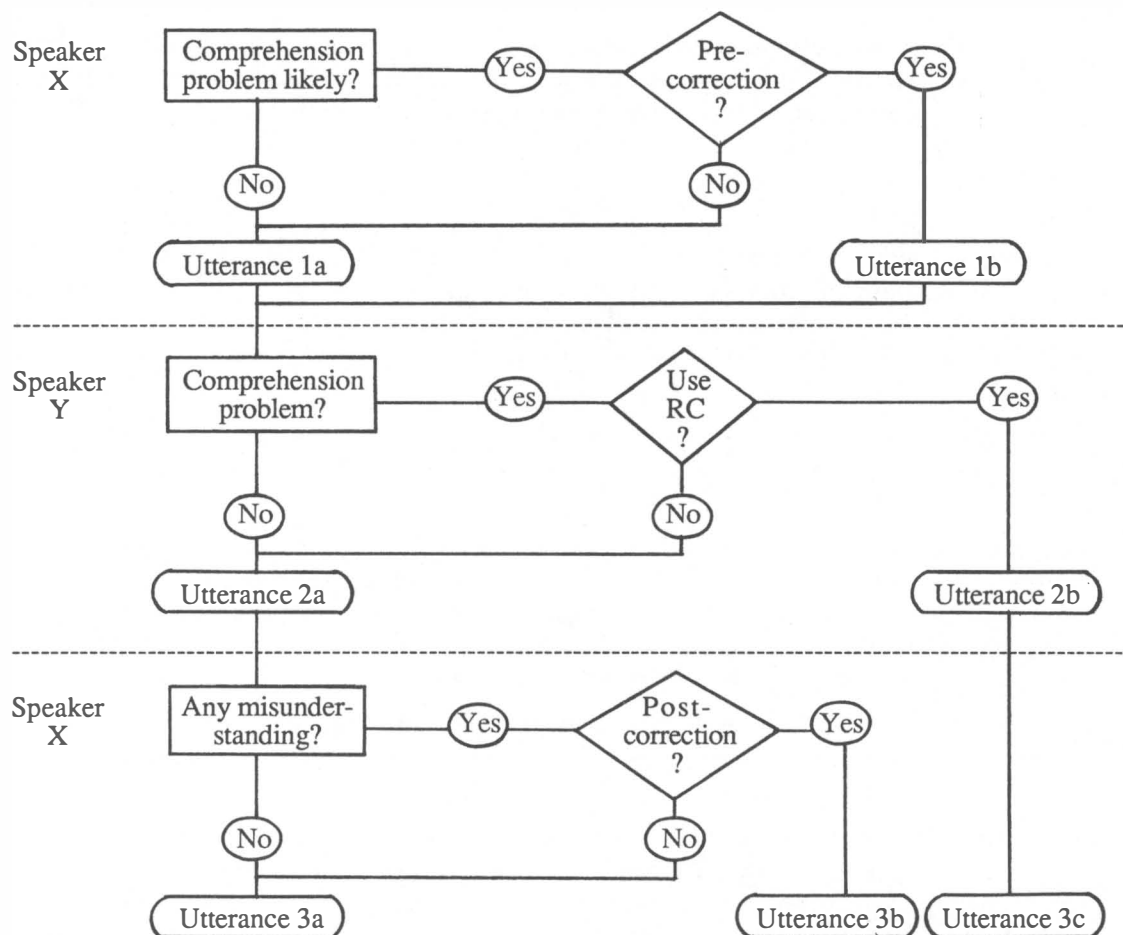 Speaker
X
Comprehension
problem likely?
Yes
Pre-
correction
?
Yes
No
No
Utterance 1a
Utterance 1b
Speaker
Y
Comprehension
problem?
Yes
Use
RC
?
Yes
No
No
Utterance 2a
Utterance 2b
Speaker
X
Any misunder-
standing?
Yes
Post-
correction
?
Yes
No
No
Utterance 3a
Utterance 3b
Utterance 3c